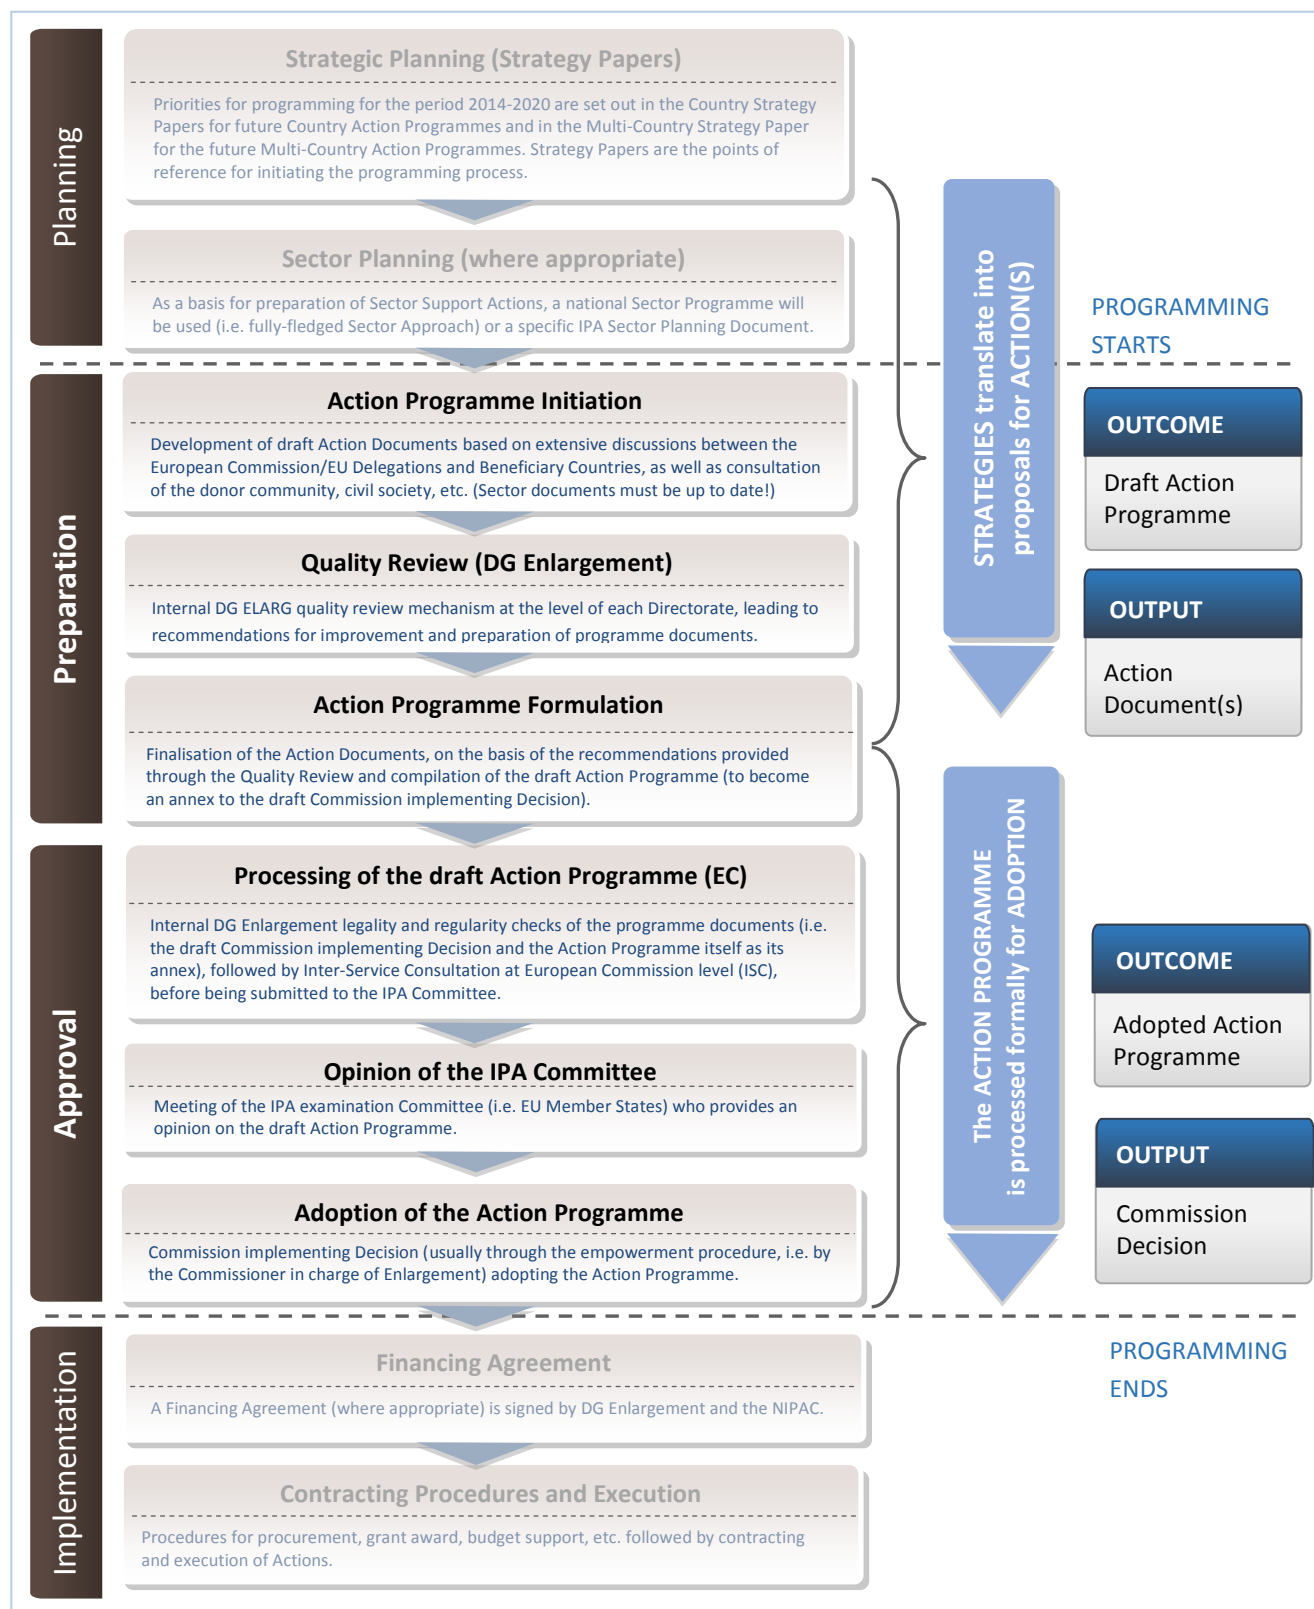 Planning
Strategic Planning (Strategy Papers)
Priorities for programming for the period 2014-2020 are set out in the Country Strategy
Papers for future Country Action Programmes and in the Multi-Country Strategy Paper
for the future Multi-Country Action Programmes. Strategy Papers are the points of
reference for initiating the programming process.
Sector Planning (where appropriate)
As a basis for preparation of Sector Support Actions, a national Sector Programme will
be used (i.e. fully-fledged Sector Approach) or a specific IPA Sector Planning Document.
PROGRAMMING
STARTS
Preparation
Action Programme Initiation
Development of draft Action Documents based on extensive discussions between the
European Commission/EU Delegations and Beneficiary Countries, as well as consultation
of the donor community, civil society, etc. (Sector documents must be up to date!)
Quality Review (DG Enlargement)
Internal DG ELARG quality review mechanism at the level of each Directorate, leading to
recommendations for improvement and preparation of programme documents.
Action Programme Formulation
Finalisation of the Action Documents, on the basis of the recommendations provided
through the Quality Review and compilation of the draft Action Programme (to become
an annex to the draft Commission implementing Decision).
STRATEGIES translate into
proposals for ACTION(S)
OUTCOME
Draft Action
Programme
OUTPUT
Action
Document(s)
Approval
Processing of the draft Action Programme (EC)
Internal DG Enlargement legality and regularity checks of the programme documents (i.e.
the draft Commission implementing Decision and the Action Programme itself as its
annex), followed by Inter-Service Consultation at European Commission level (ISC),
before being submitted to the IPA Committee.
Opinion of the IPA Committee
Meeting of the IPA examination Committee (i.e. EU Member States) who provides an
opinion on the draft Action Programme.
Adoption of the Action Programme
Commission implementing Decision (usually through the empowerment procedure, i.e. by
the Commissioner in charge of Enlargement) adopting the Action Programme.
The ACTION PROGRAMME
is processed formally for ADOPTION
OUTCOME
Adopted Action
Programme
OUTPUT
Commission
Decision
PROGRAMMING
ENDS
Implementation
Financing Agreement
A Financing Agreement (where appropriate) is signed by DG Enlargement and the NIPAC.
Contracting Procedures and Execution
Procedures for procurement, grant award, budget support, etc. followed by contracting
and execution of Actions.